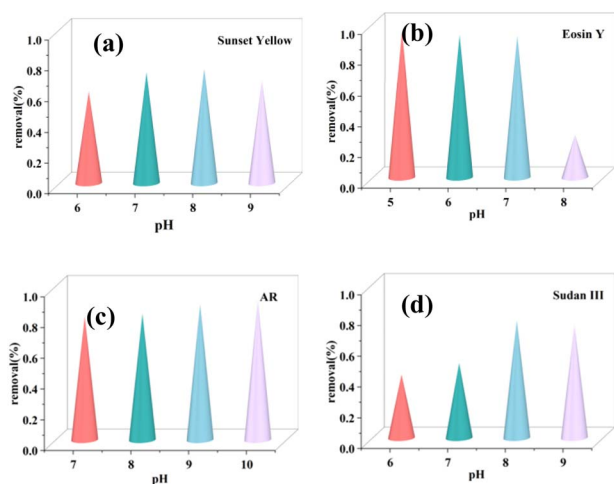 (a)
Sunset Yellow
removal(%)
1.0
0.8
0.6
0.4
0.2
0.0
6 7 8 9
pH
(b)
Eosin Y
removal(%)
1.0
0.8
0.6
0.4
0.2
0.0
5 6 7 8
pH
(c)
AR
removal(%)
1.0
0.8
0.6
0.4
0.2
0.0
7 8 9 10
pH
(d)
Sudan III
removal(%)
1.0
0.8
0.6
0.4
0.2
0.0
6 7 8 9
pH